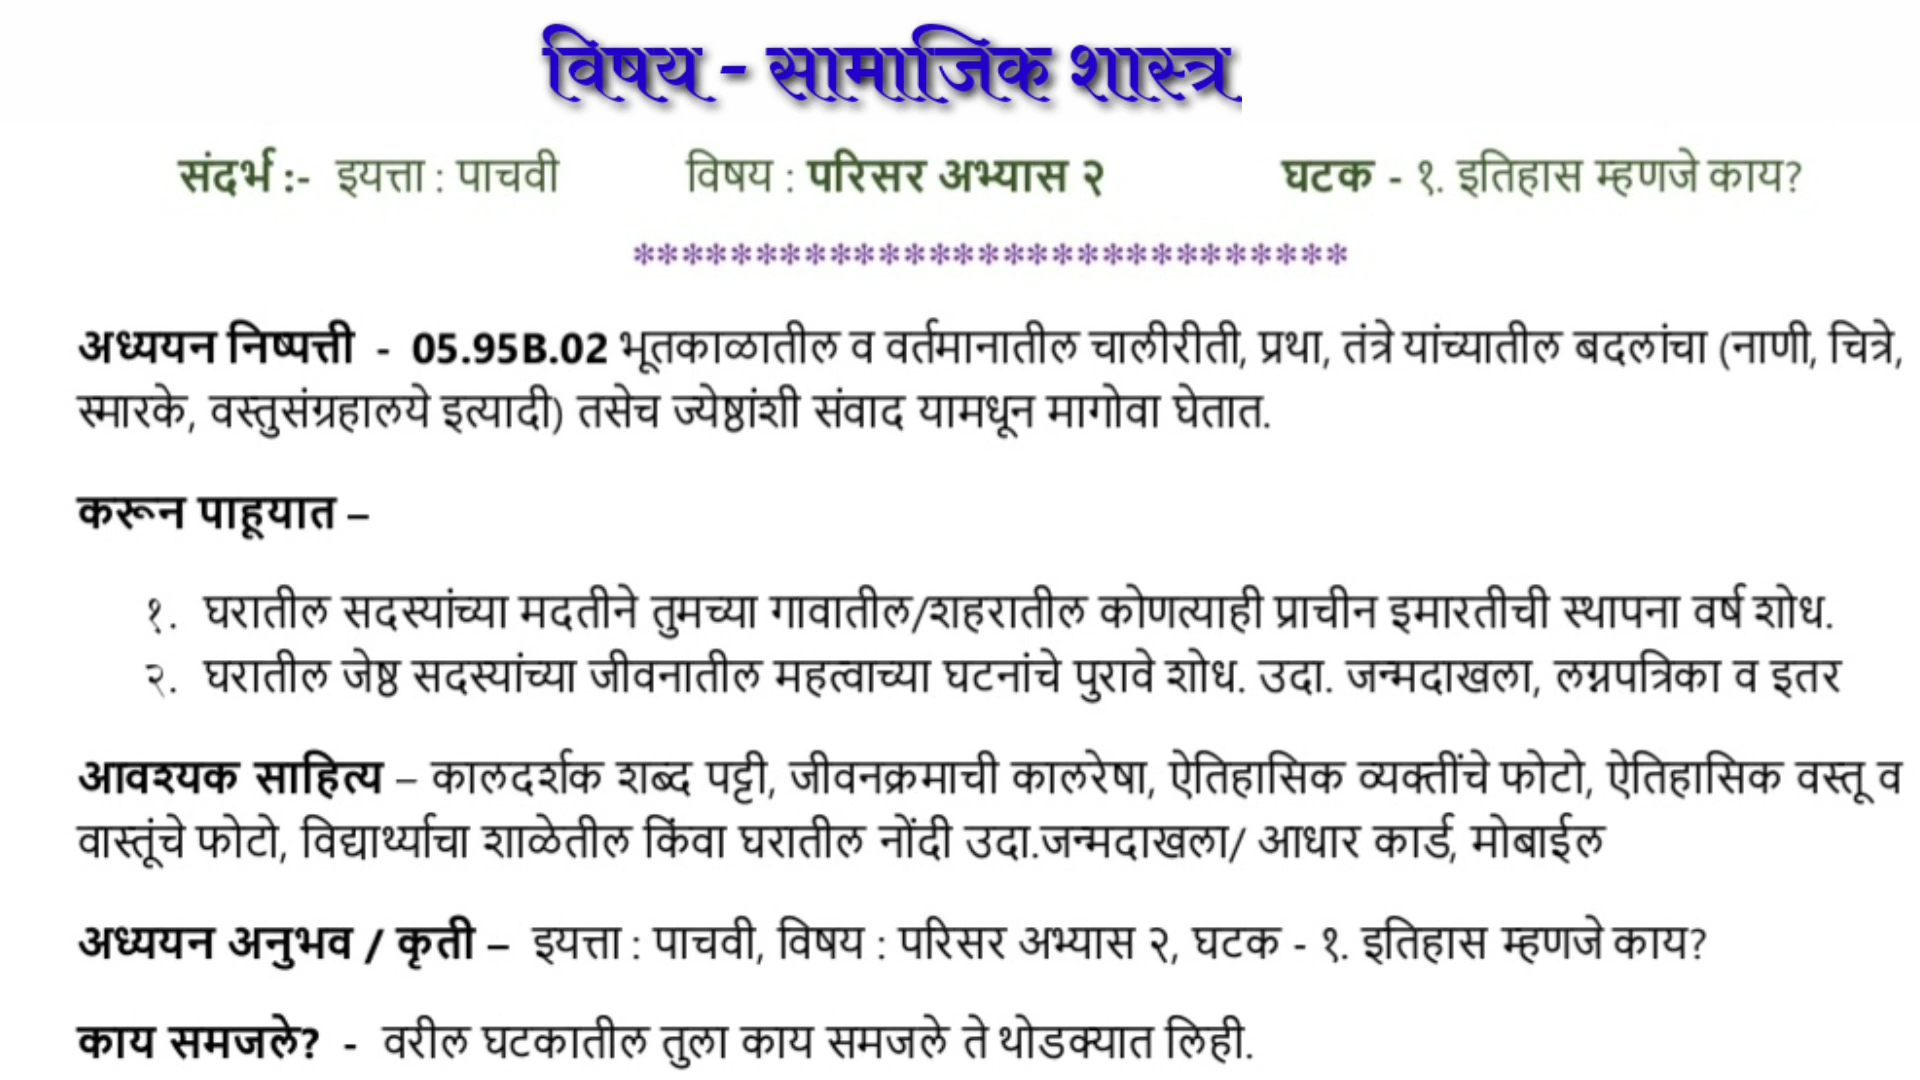 विषय - सामाजिक शास्त्र
संदर्भ :- इयत्ता : पाचवी विषय : परिसर अभ्यास २ घटक - १. इतिहास म्हणजे काय?
*****************************
अध्ययन निष्पत्ती - 05.95B.02 भूतकाळातील व वर्तमानातील चालीरीती, प्रथा, तंत्रे यांच्यातील बदलांचा (नाणी, चित्रे,
स्मारके, वस्तुसंग्रहालये इत्यादी) तसेच ज्येष्ठांशी संवाद यामधून मागोवा घेतात.
करून पाहूयात –
१. घरातील सदस्यांच्या मदतीने तुमच्या गावातील/शहरातील कोणत्याही प्राचीन इमारतीची स्थापना वर्ष शोध.
२. घरातील जेष्ठ सदस्यांच्या जीवनातील महत्वाच्या घटनांचे पुरावे शोध. उदा. जन्मदाखला, लग्नपत्रिका व इतर
आवश्यक साहित्य – कालदर्शक शब्द पट्टी, जीवनक्रमाची कालरेषा, ऐतिहासिक व्यक्तींचे फोटो, ऐतिहासिक वस्तू व
वास्तूंचे फोटो, विद्यार्थ्याचा शाळेतील किंवा घरातील नोंदी उदा.जन्मदाखला/ आधार कार्ड, मोबाईल
अध्ययन अनुभव / कृती – इयत्ता : पाचवी, विषय : परिसर अभ्यास २, घटक - १. इतिहास म्हणजे काय?
काय समजले? - वरील घटकातील तुला काय समजले ते थोडक्यात लिही.